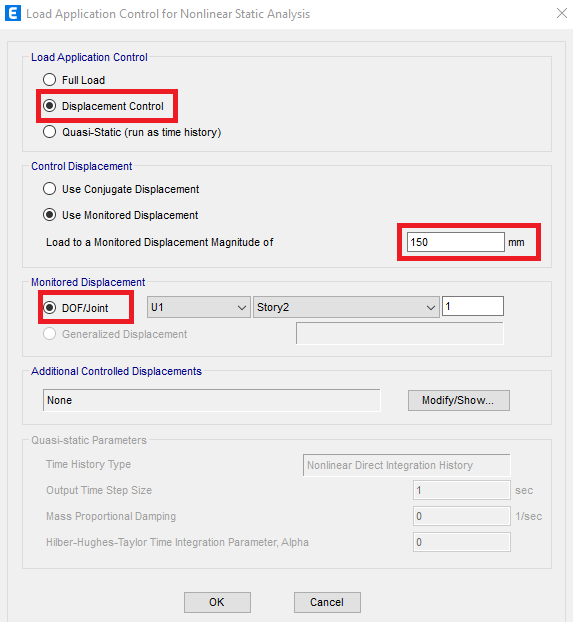 E Load Application Control for Nonlinear Static Analysis
Load Application Control
Full Load
Displacement Control
Quasi-Static (run as time history)
Control Displacement
Use Conjugate Displacement
Use Monitored Displacement
Load to a Monitored Displacement Magnitude of 150 mm
Monitored Displacement
DOF/Joint U1 Story2 1
Generalized Displacement
Additional Controlled Displacements
None Modify/Show...
Quasi-static Parameters
Time History Type Nonlinear Direct Integration History
Output Time Step Size 1 sec
Mass Proportional Damping 0 1/sec
Hilber-Hughes-Taylor Time Integration Parameter, Alpha 0
OK Cancel